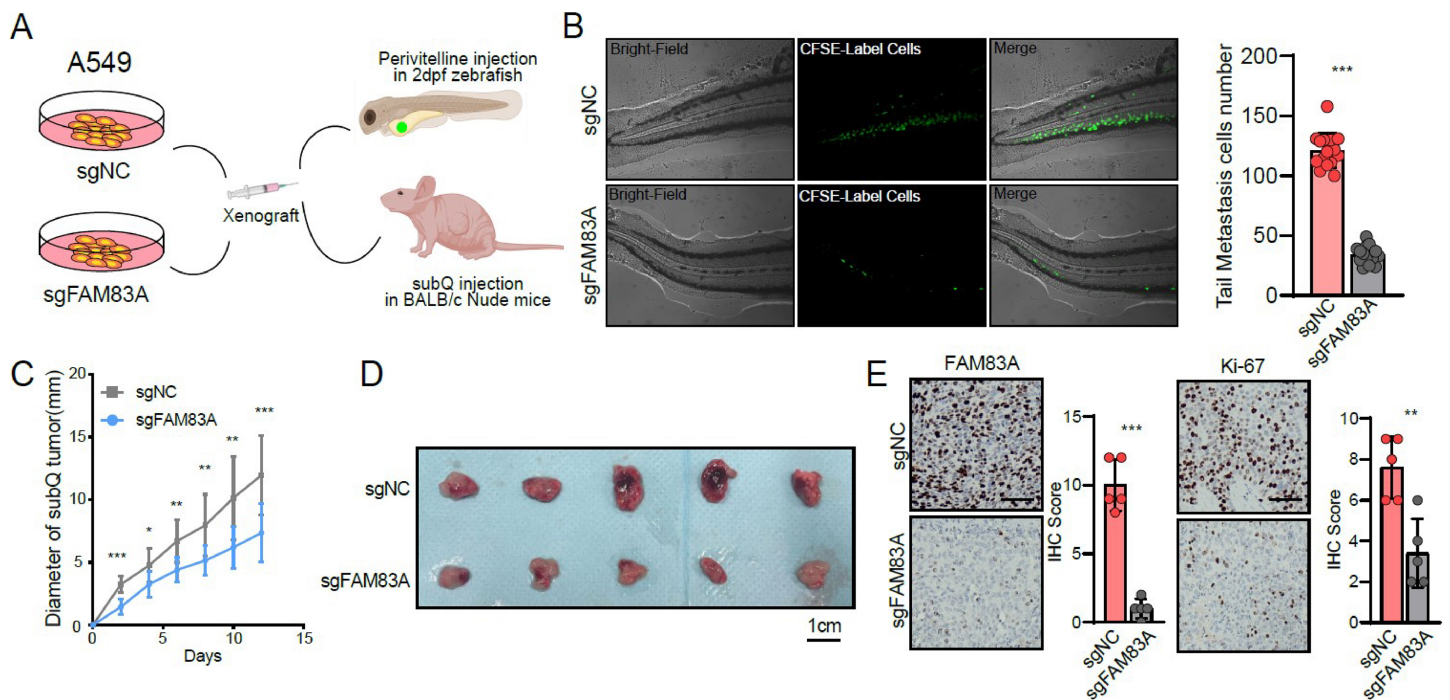 A
A549
sgNC
sgFAM83A
Xenograft
Perivitelline injection
in 2dpf zebrafish
subQ injection
in BALB/c Nude mice
B
Bright-Field
CFSE-Label Cells
Merge
sgNC
Bright-Field
CFSE-Label Cells
Merge
sgFAM83A
Tail Metastasis cells number
200
150
100
50
0
***
sgNC
sgFAM83A
C
Diameter of subQ tumor(mm)
20
15
10
5
0
sgNC
sgFAM83A
***
*
**
**
**
***
0
5
10
15
Days
D
sgNC
sgFAM83A
1cm
E
FAM83A
sgNC
sgFAM83A
IHC Score
15
10
5
0
***
sgNC
sgFAM83A
Ki-67
IHC Score
10
8
6
4
2
0
**
sgNC
sgFAM83A